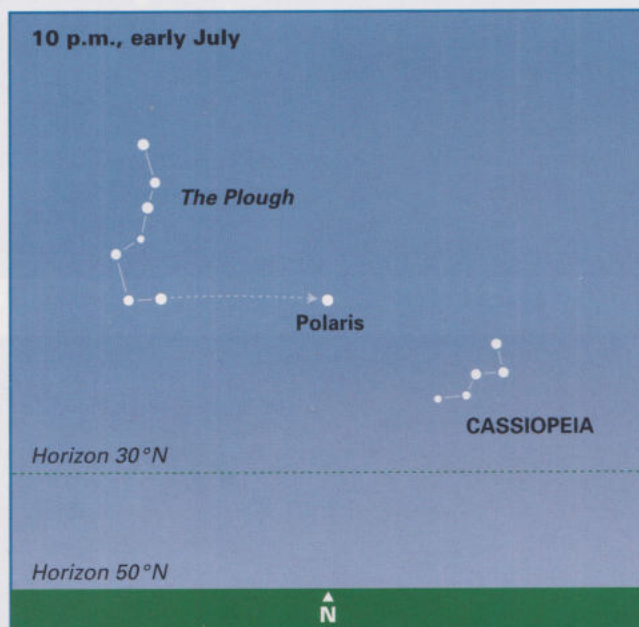 10 p.m., early July
The Plough
Polaris
CASSIOPEIA
Horizon 30°N
Horizon 50°N
N